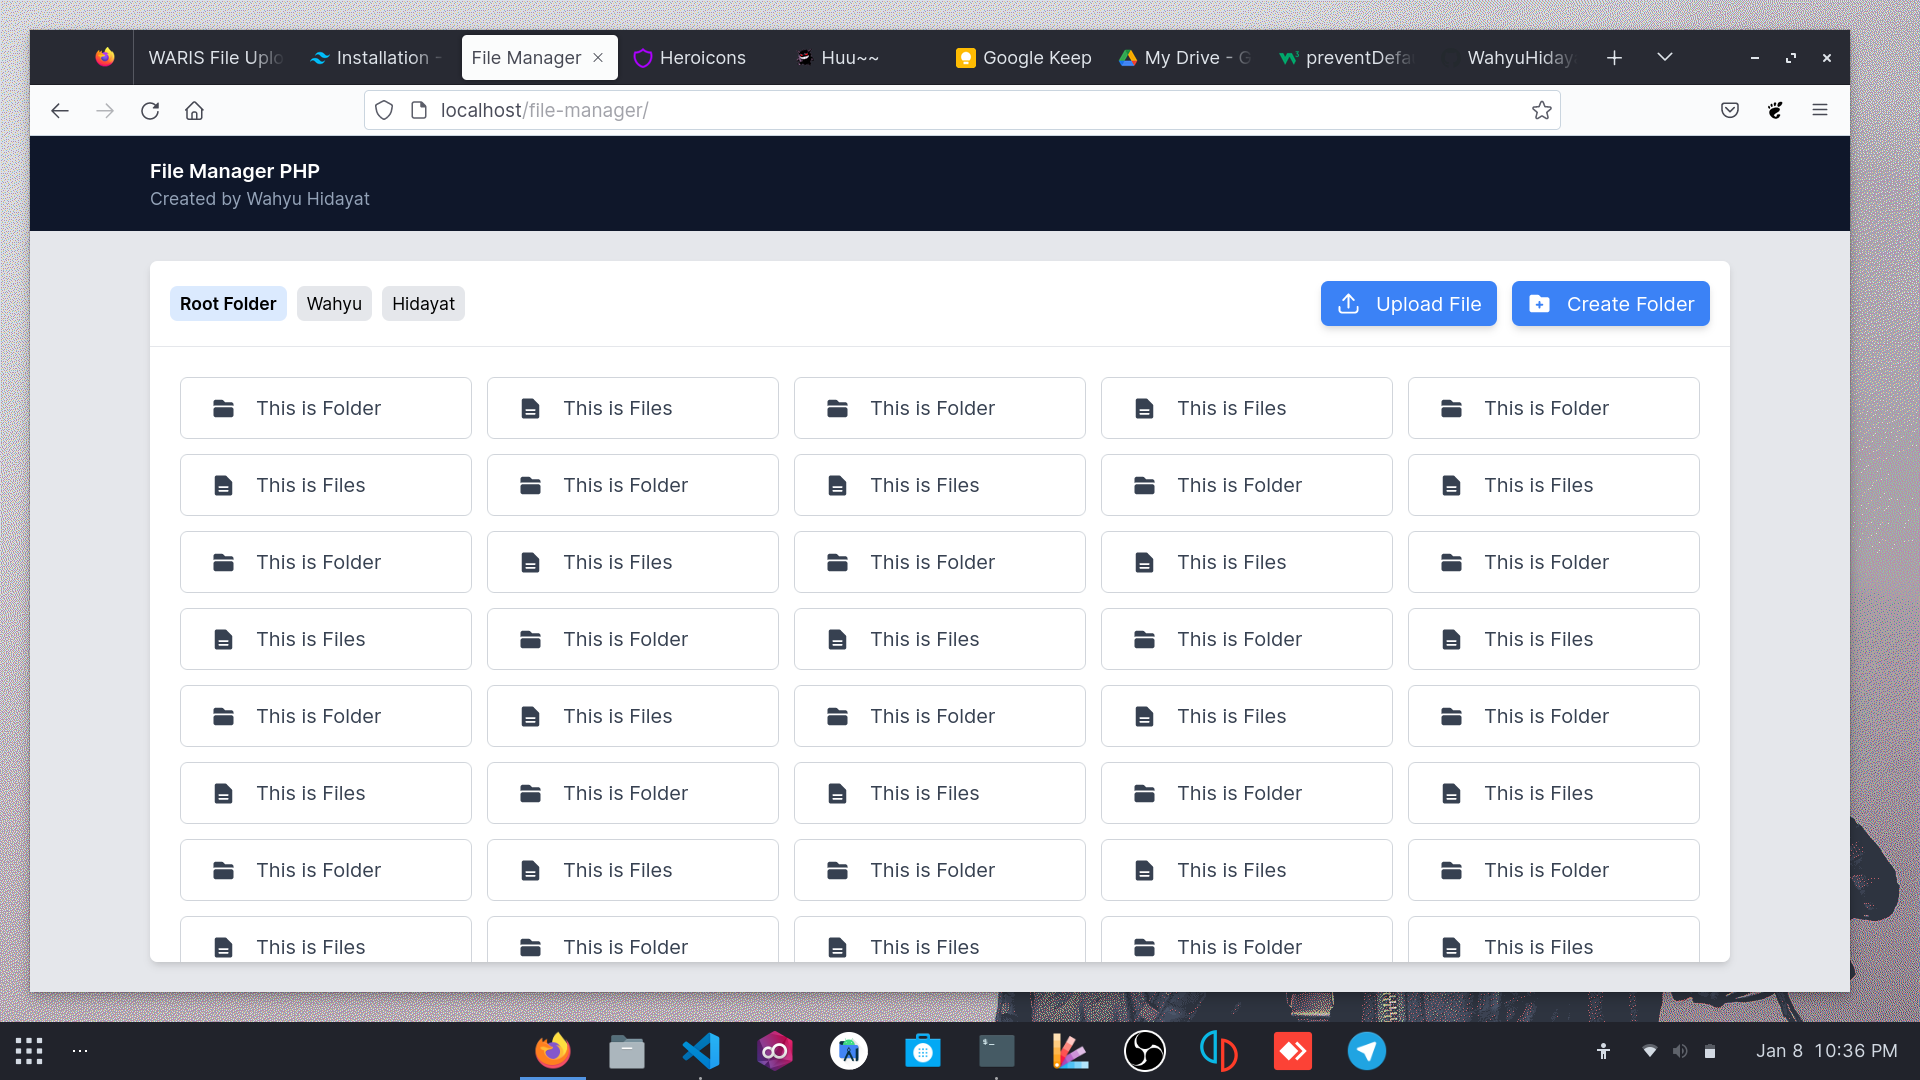 WARIS File Uplo Installation - File Manager Heroicons Huu~~ Google Keep My Drive - G preventDefa WahyuHiday
localhost/file-manager/
File Manager PHP
Created by Wahyu Hidayat
Root Folder Wahyu Hidayat Upload File Create Folder
This is Folder This is Files This is Folder This is Files This is Folder
This is Files This is Folder This is Files This is Folder This is Files
This is Folder This is Files This is Folder This is Files This is Folder
This is Files This is Folder This is Files This is Folder This is Files
This is Folder This is Files This is Folder This is Files This is Folder
This is Files This is Folder This is Files This is Folder This is Files
This is Folder This is Files This is Folder This is Files This is Folder
This is Files This is Folder This is Files This is Folder This is Files
... Jan 8 10:36 PM